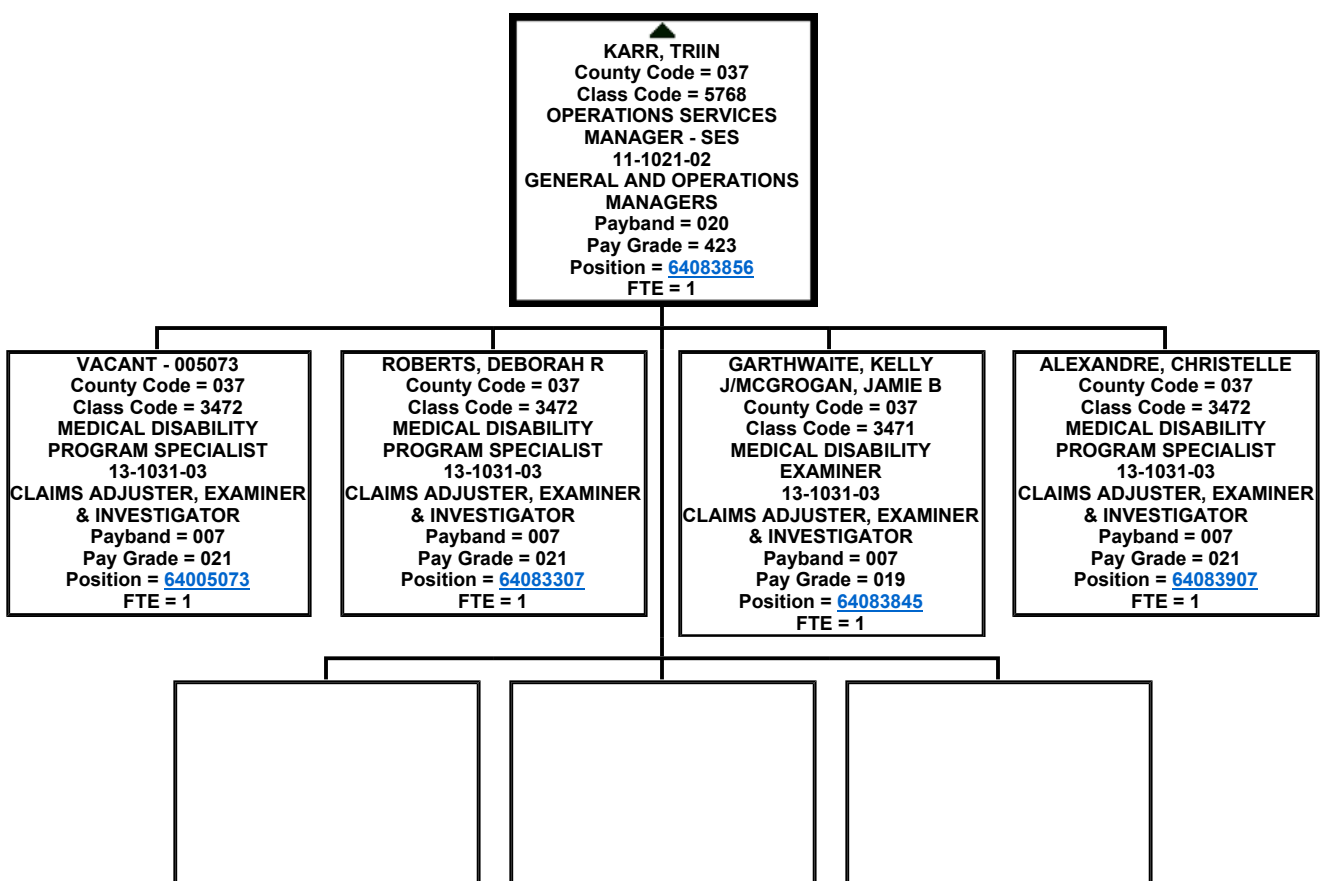 KARR, TRIIN
County Code = 037
Class Code = 5768
OPERATIONS SERVICES
MANAGER - SES
11-1021-02
GENERAL AND OPERATIONS
MANAGERS
Payband = 020
Pay Grade = 423
Position = 64083856
FTE = 1
VACANT - 005073
County Code = 037
Class Code = 3472
MEDICAL DISABILITY
PROGRAM SPECIALIST
13-1031-03
CLAIMS ADJUSTER, EXAMINER
& INVESTIGATOR
Payband = 007
Pay Grade = 021
Position = 64005073
FTE = 1
ROBERTS, DEBORAH R
County Code = 037
Class Code = 3472
MEDICAL DISABILITY
PROGRAM SPECIALIST
13-1031-03
CLAIMS ADJUSTER, EXAMINER
& INVESTIGATOR
Payband = 007
Pay Grade = 021
Position = 64083307
FTE = 1
GARTHWAITE, KELLY
J/MCGROGAN, JAMIE B
County Code = 037
Class Code = 3471
MEDICAL DISABILITY
EXAMINER
13-1031-03
CLAIMS ADJUSTER, EXAMINER
& INVESTIGATOR
Payband = 007
Pay Grade = 019
Position = 64083845
FTE = 1
ALEXANDRE, CHRISTELLE
County Code = 037
Class Code = 3472
MEDICAL DISABILITY
PROGRAM SPECIALIST
13-1031-03
CLAIMS ADJUSTER, EXAMINER
& INVESTIGATOR
Payband = 007
Pay Grade = 021
Position = 64083907
FTE = 1